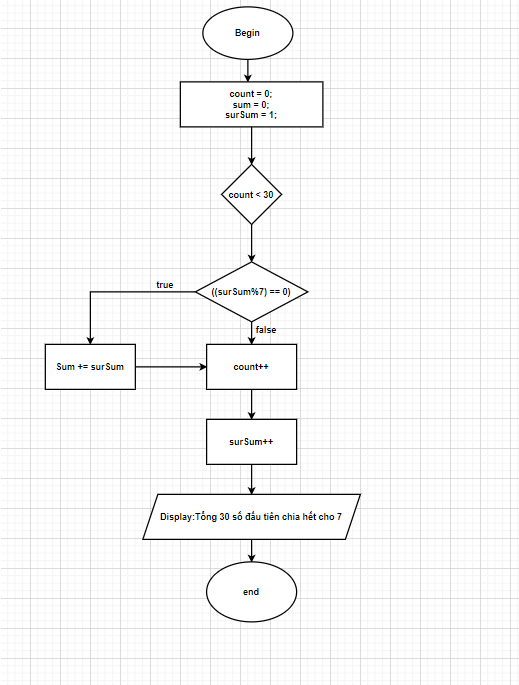 Begin
count = 0;
sum = 0;
surSum = 1;
count < 30
((surSum%7) == 0)
true
false
Sum += surSum
count++
surSum++
Display:Tổng 30 số đầu tiên chia hết cho 7
end